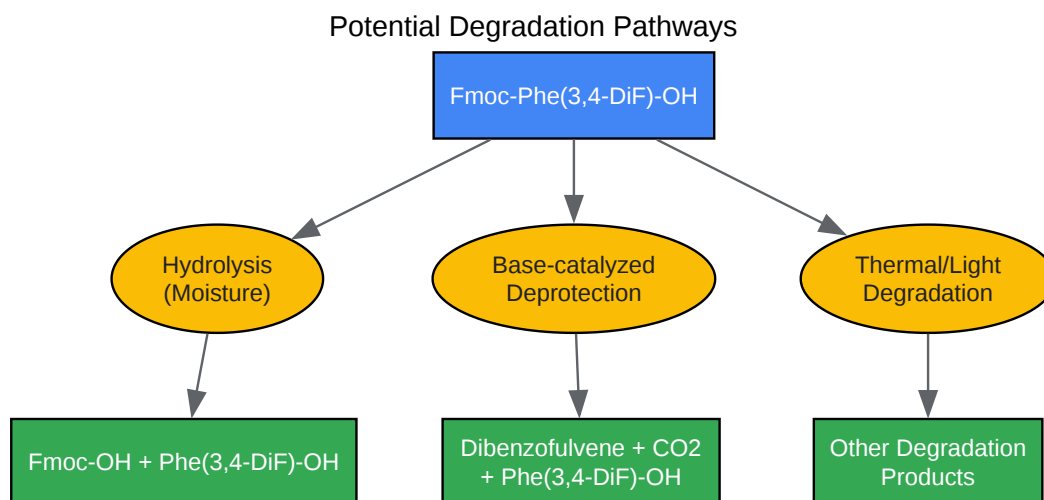 Potential Degradation Pathways
Fmoc-Phe(3,4-DiF)-OH
Hydrolysis
(Moisture)
Base-catalyzed
Deprotection
Thermal/Light
Degradation
Fmoc-OH + Phe(3,4-DiF)-OH
Dibenzofulvene + CO2
+ Phe(3,4-DiF)-OH
Other Degradation
Products